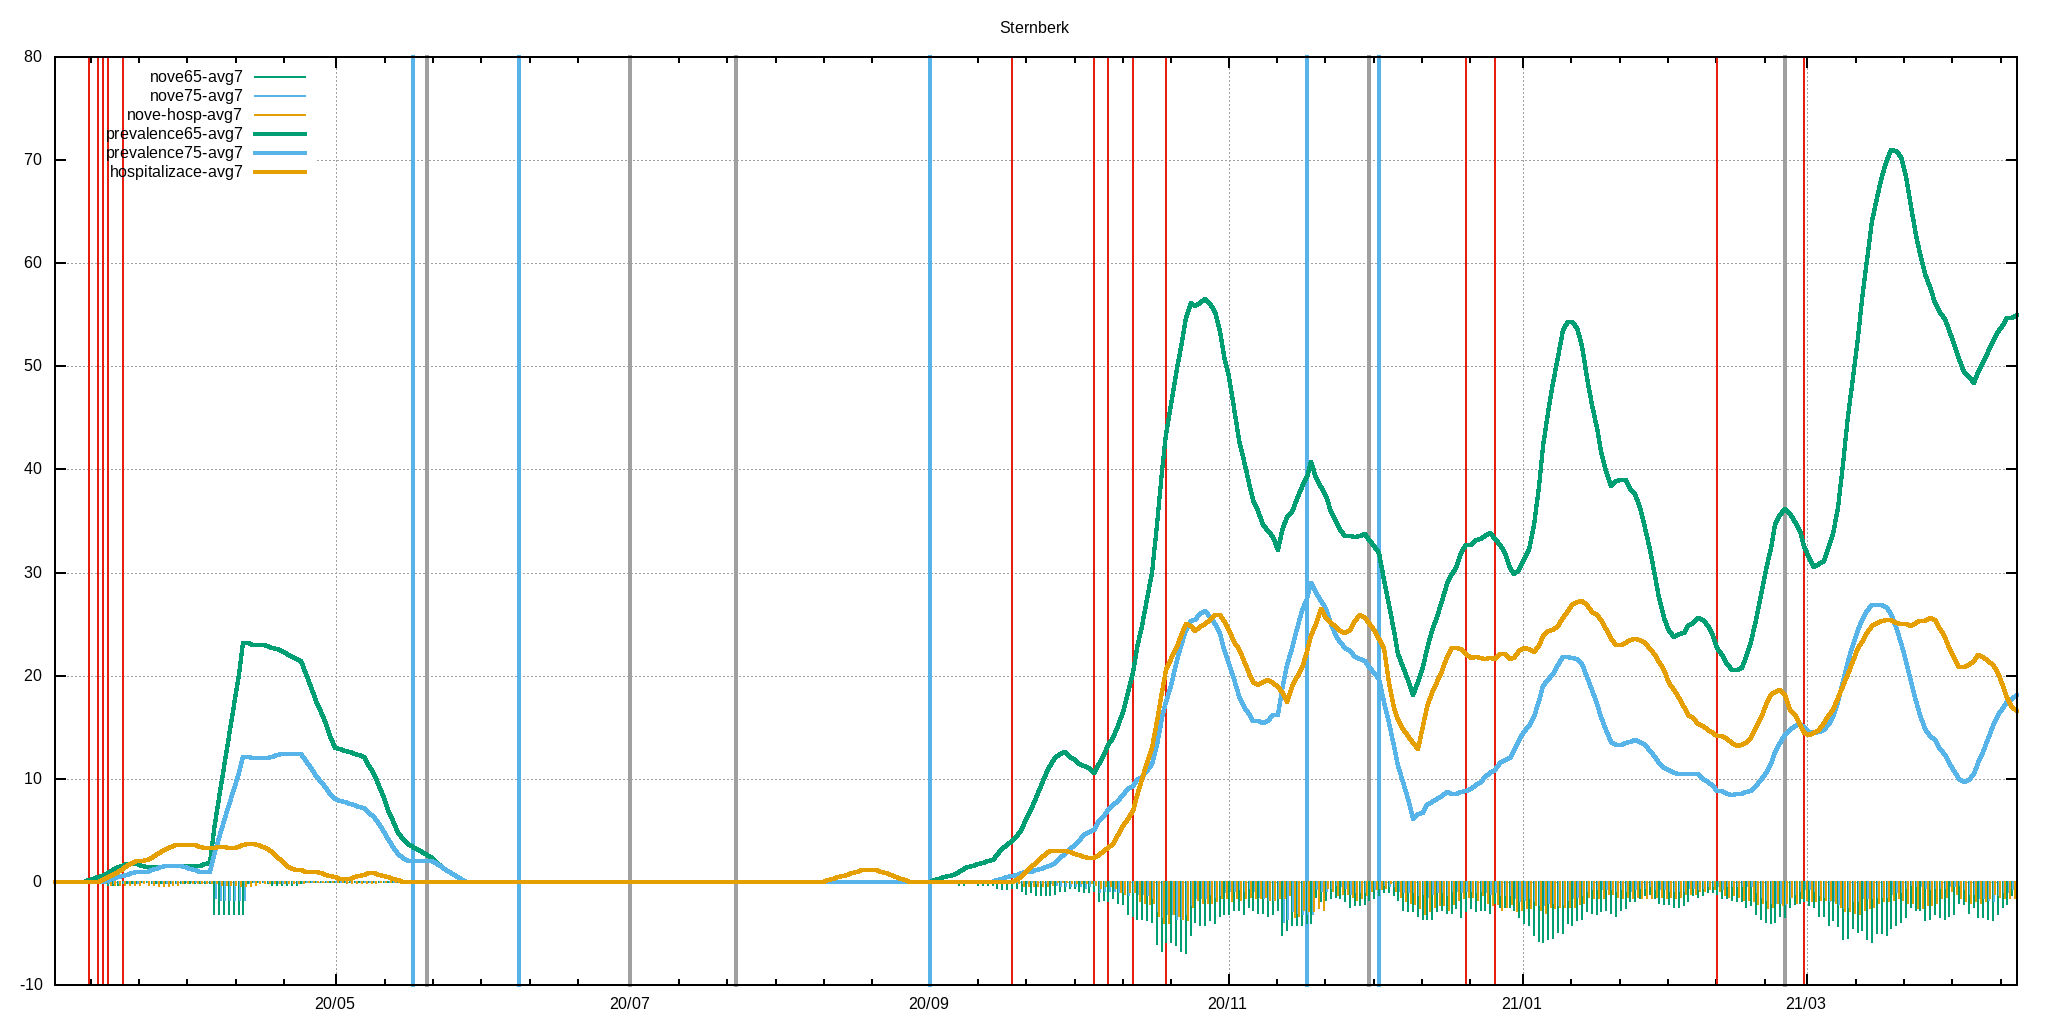 Sternberk
nove65-avg7
nove75-avg7
nove-hosp-avg7
prevalence65-avg7
prevalence75-avg7
hospitalizace-avg7
80
70
60
50
40
30
20
10
0
-10
20/05
20/07
20/09
20/11
21/01
21/03